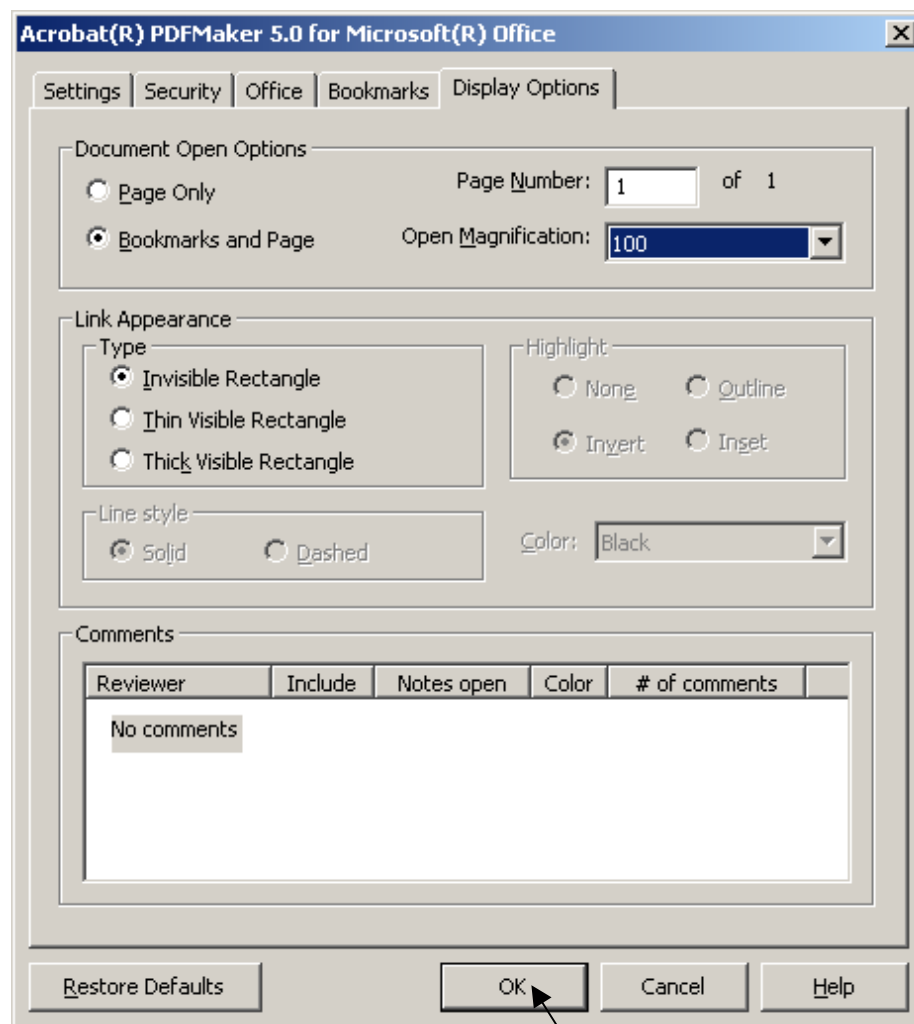 Acrobat(R) PDFMaker 5.0 for Microsoft(R) Office
Settings Security Office Bookmarks Display Options
Document Open Options
Page Only Page Number: 1 of 1
Bookmarks and Page Open Magnification: 100
Link Appearance
Type Highlight
Invisible Rectangle None Outline
Thin Visible Rectangle
Thick Visible Rectangle Invert Inset
Line style
Solid Dashed Color: Black
Comments
Reviewer Include Notes open Color # of comments
No comments
Restore Defaults OK Cancel Help